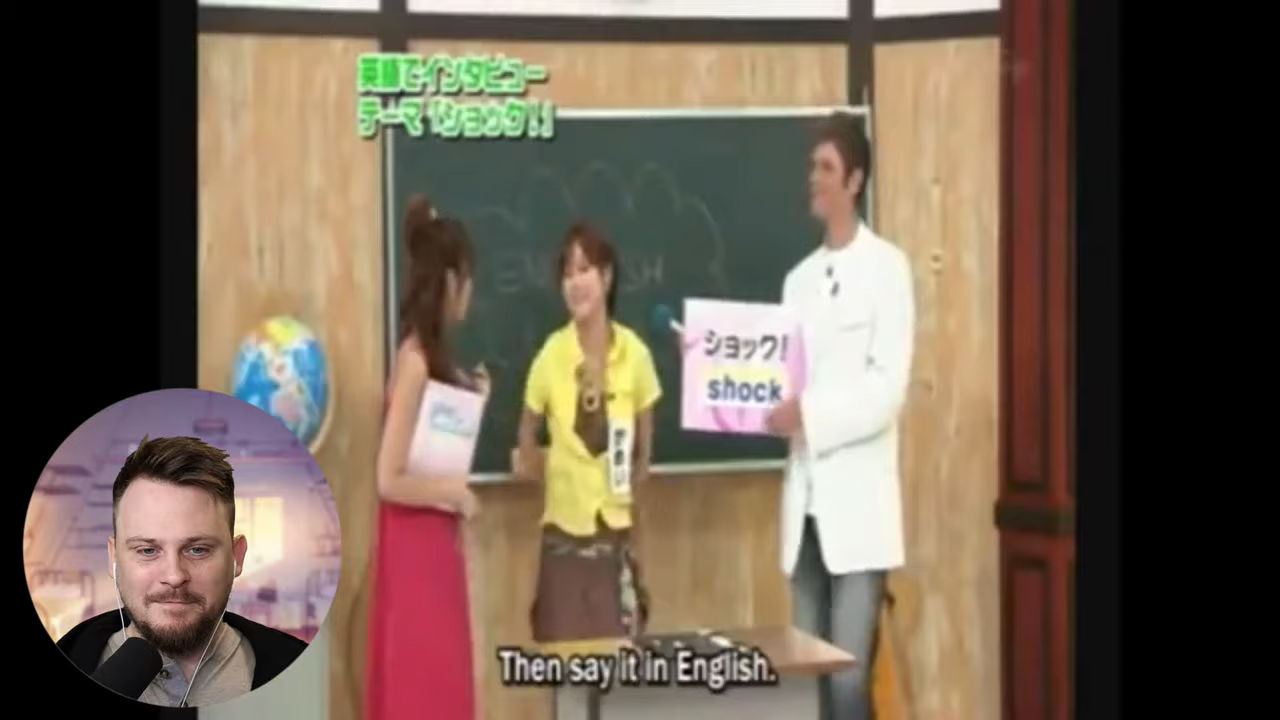 英語でインタビュー
テーマ「ショック!」
ENGLISH
ショック!
shock
Then say it in English.